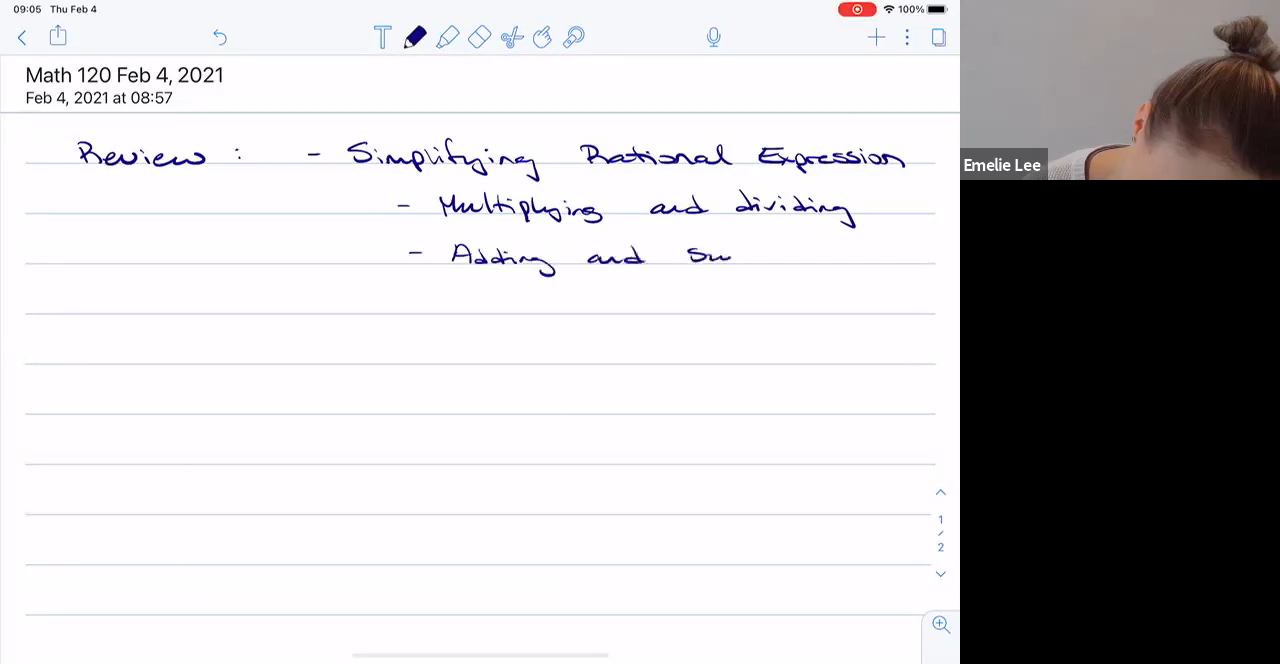 09:05 Thu Feb 4
100%
T
Math 120 Feb 4, 2021
Feb 4, 2021 at 08:57
Review : - Simplifying Rational Expression
- Multiplying and dividing
- Adding and Su
Emelie Lee
1
/
2